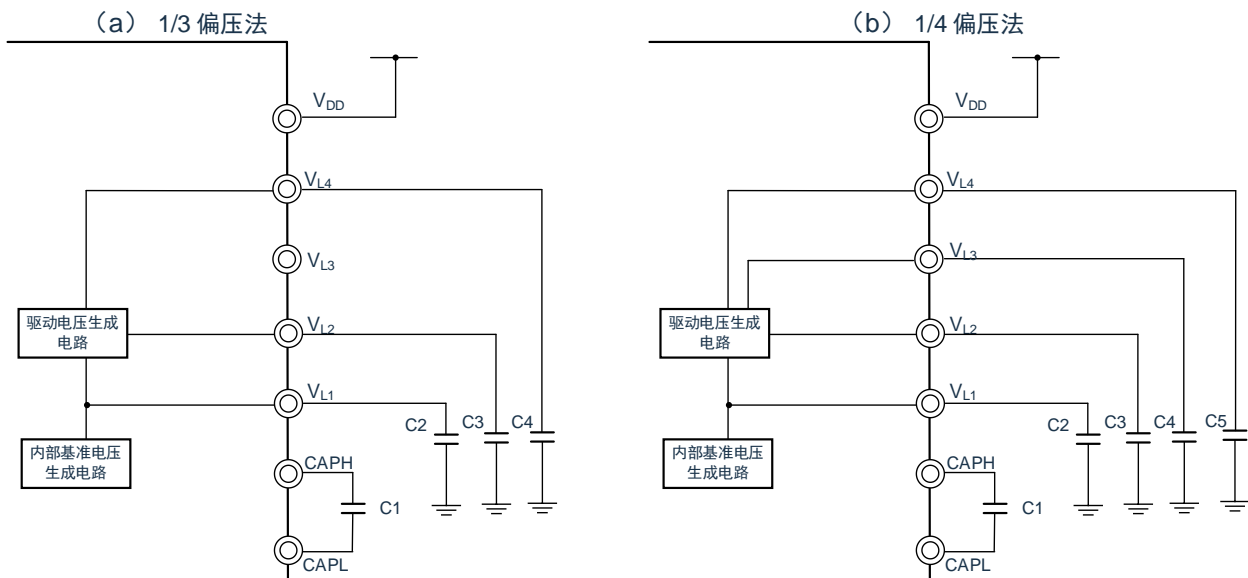 （a） 1/3 偏压法
VDD
VL4
VL3
驱动电压生成
电路
VL2
VL1
C2
C3
C4
内部基准电压
生成电路
CAPH
C1
CAPL
（b） 1/4 偏压法
VDD
VL4
VL3
驱动电压生成
电路
VL2
VL1
C2
C3
C4
C5
内部基准电压
生成电路
CAPH
C1
CAPL